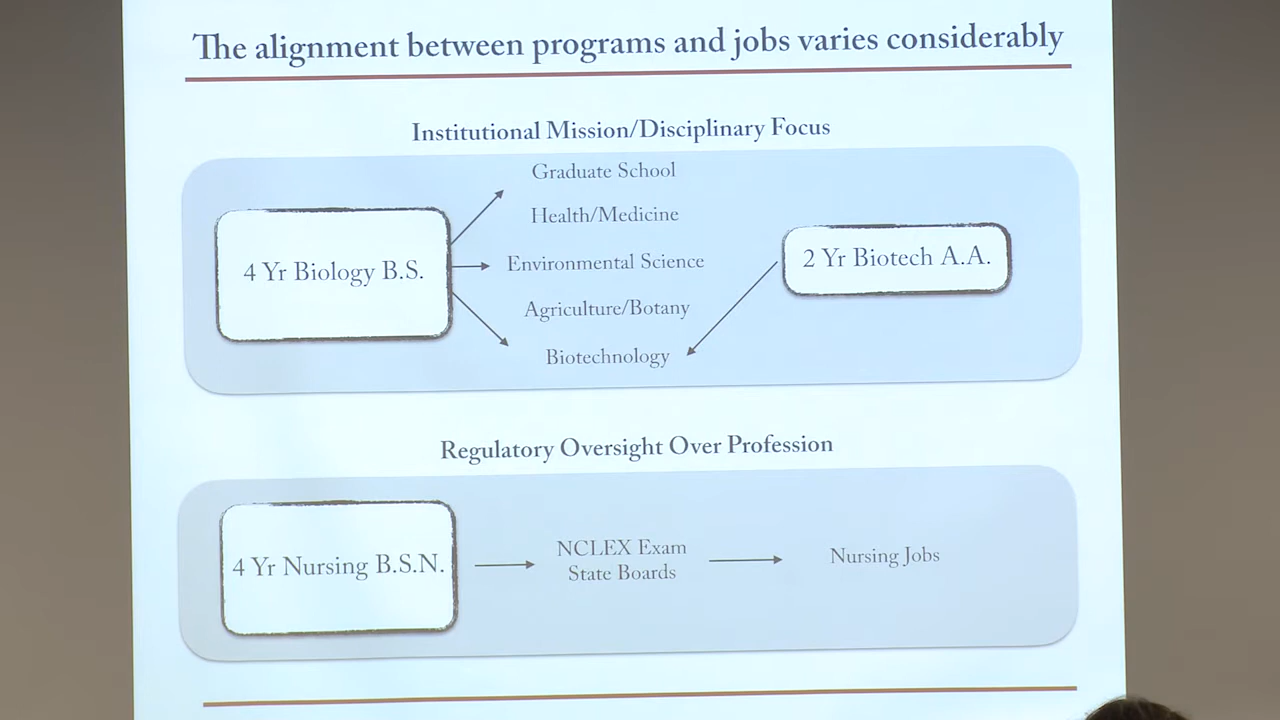 The alignment between programs and jobs varies considerably
Institutional Mission/Disciplinary Focus
4 Yr Biology B.S.
Graduate School
Health/Medicine
Environmental Science
Agriculture/Botany
Biotechnology
2 Yr Biotech A.A.
Regulatory Oversight Over Profession
4 Yr Nursing B.S.N.
NCLEX Exam
State Boards
Nursing Jobs